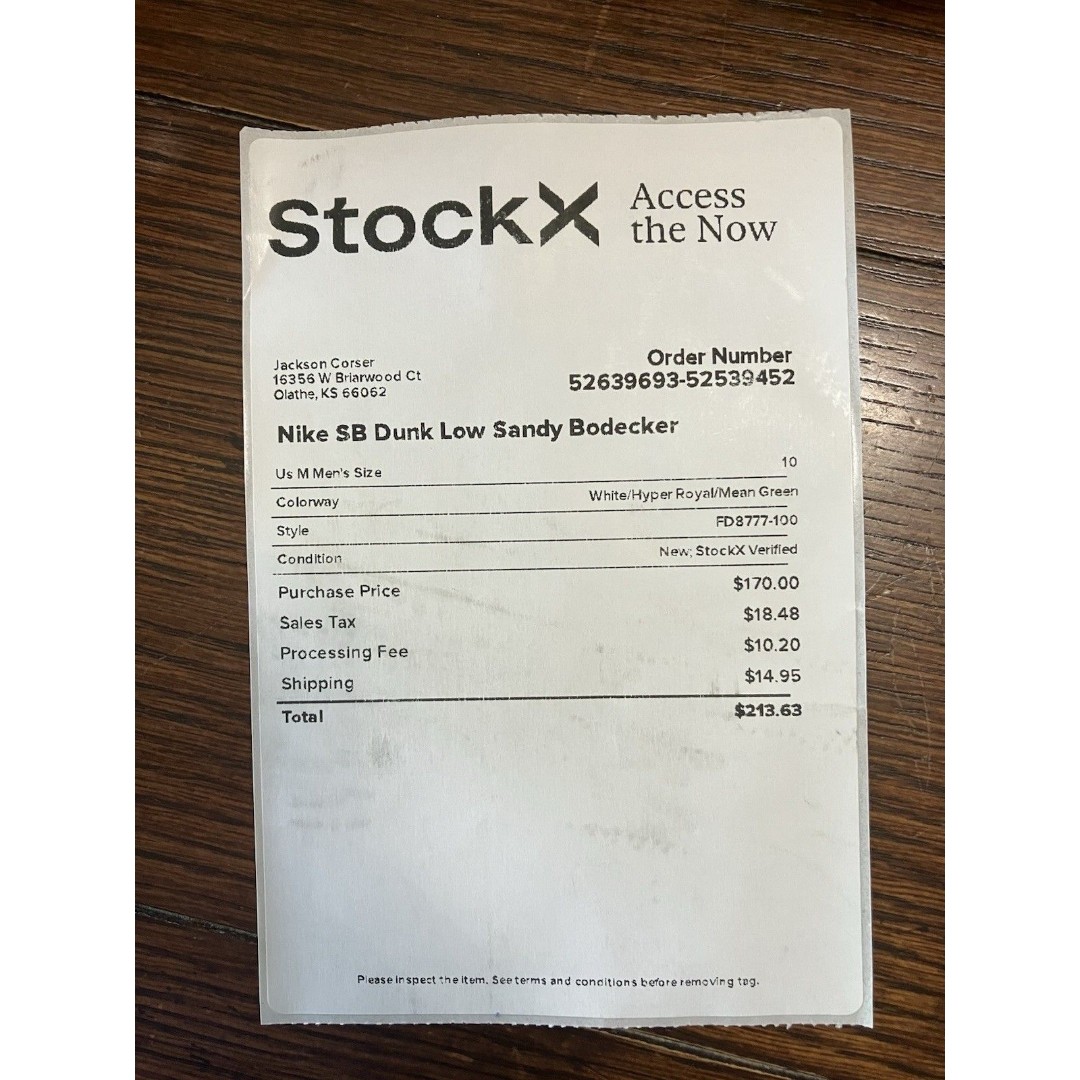 StockX Access
the Now
Jackson Corser
16356 W Briarwood Ct
Olathe, KS 66062
Order Number
52639693-52539452
Nike SB Dunk Low Sandy Bodecker
Us M Men's Size 10
Colorway White/Hyper Royal/Mean Green
Style FD8777-100
Condition New; StockX Verified
Purchase Price $170.00
Sales Tax $18.48
Processing Fee $10.20
Shipping $14.95
Total $213.63
Please inspect the item. See terms and conditions before removing tag.